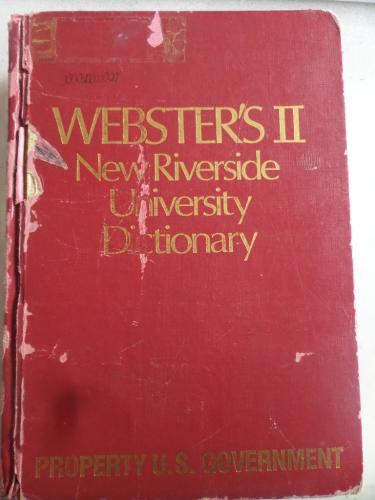 WEBSTER'S II
New Riverside
University
Dictionary
PROPERTY U.S. GOVERNMENT